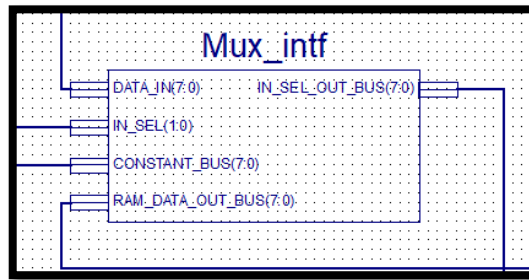 Mux_intf
DATA_IN(7:0) IN_SEL_OUT_BUS(7:0)
IN_SEL(1:0)
CONSTANT_BUS(7:0)
RAM_DATA_OUT_BUS(7:0)